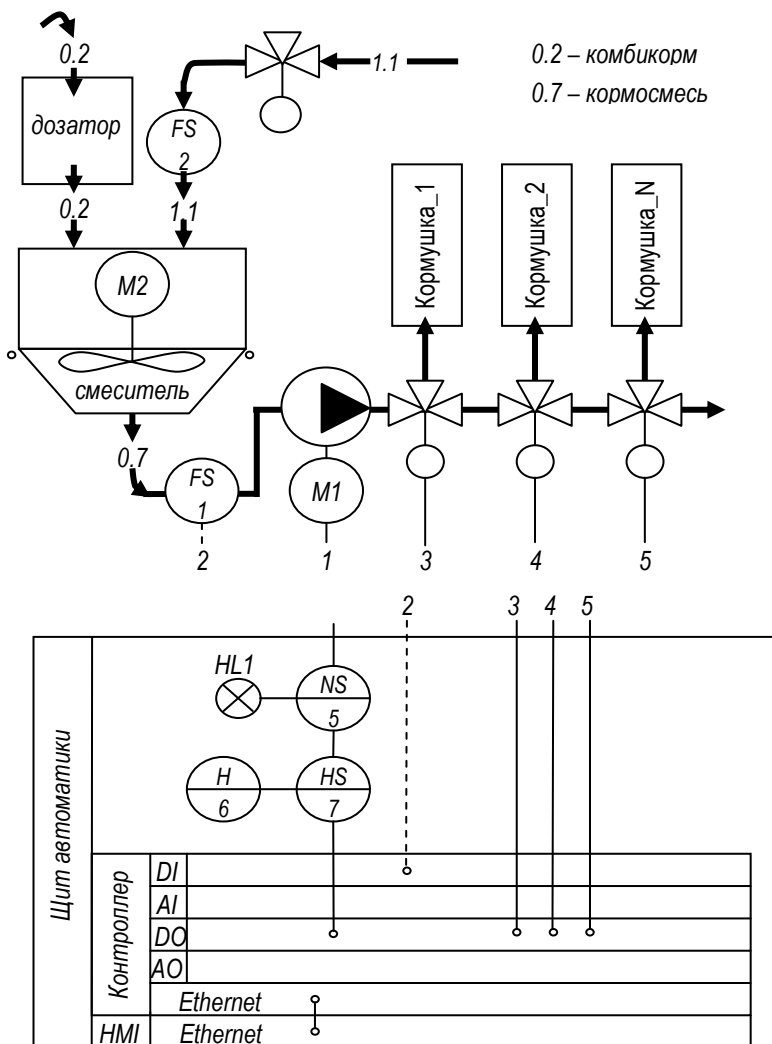 0.2
1.1
0.2 – комбикорм
0.7 – кормосмесь
дозатор
FS
2
0.2
1.1
Кормушка_1
Кормушка_2
Кормушка_N
M2
смеситель
0.7
FS
1
M1
2
1
3
4
5
2
3
4
5
HL1
NS
5
H
6
HS
7
Щит автоматики
Контроллер
DI
AI
DO
AO
Ethernet
HMI
Ethernet